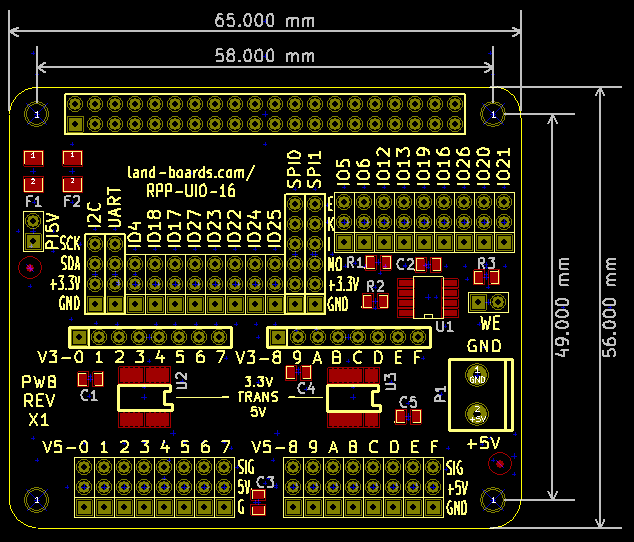 65.000 mm
58.000 mm
1
1
land-boards.com/
RPP-UIO-16
1
1
2
2
F1
F2
PI5V
I2C
UART
IO4
IO18
IO17
IO27
IO23
IO22
IO24
IO25
SPI0
SPI1
IO5
IO6
IO12
IO13
IO19
IO16
IO26
IO20
IO21
SCK
SDA
+3.3V
GND
+3.3V
GND
R1
C2
R3
R2
U1
WE
GND
49.000 mm
56.000 mm
V3-0 1 2 3 4 5 6 7
V3-8 9 A B C D E F
PWB
REV
X1
C1
U2
3.3V
TRANS
5V
C4
U3
C5
P1
1
GND
2
+5V
+5V
V5-0 1 2 3 4 5 6 7
V5-8 9 A B C D E F
SIG
5V
G
C3
SIG
+5V
GND
1
1